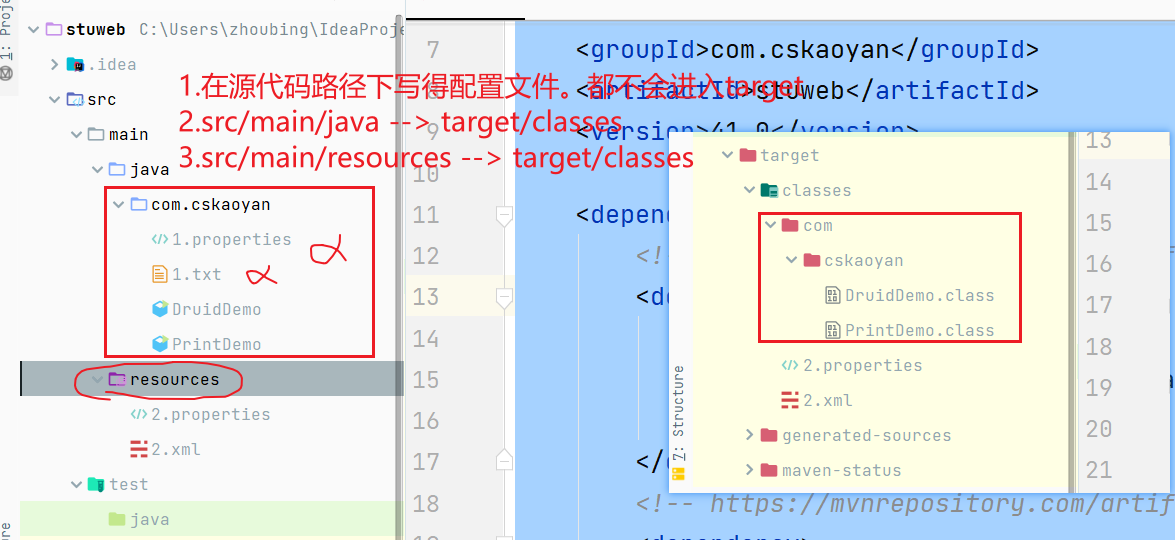 1: Proje
stuweb C:\Users\zhoubing\IdeaProje
.idea
src
main
java
com.cskaoyan
1.properties
1.txt
DruidDemo
PrintDemo
resources
2.properties
2.xml
test
java
1.在源代码路径下写得配置文件。都不会进入target
2.src/main/java --> target/classes
3.src/main/resources --> target/classes
7 <groupId>com.cskaoyan</groupId>
<artifactId>stuweb</artifactId>
9 <version>41.0</version>
10
11 <depen
12 <!
13 <de
14
15
16
17 </d
18 <!-- https://mvnrepository.com/artif
<dependency>
7: Structure
target
classes
com
cskaoyan
DruidDemo.class
PrintDemo.class
2.properties
2.xml
generated-sources
maven-status
13
14
15
16
17
18
19
20
21